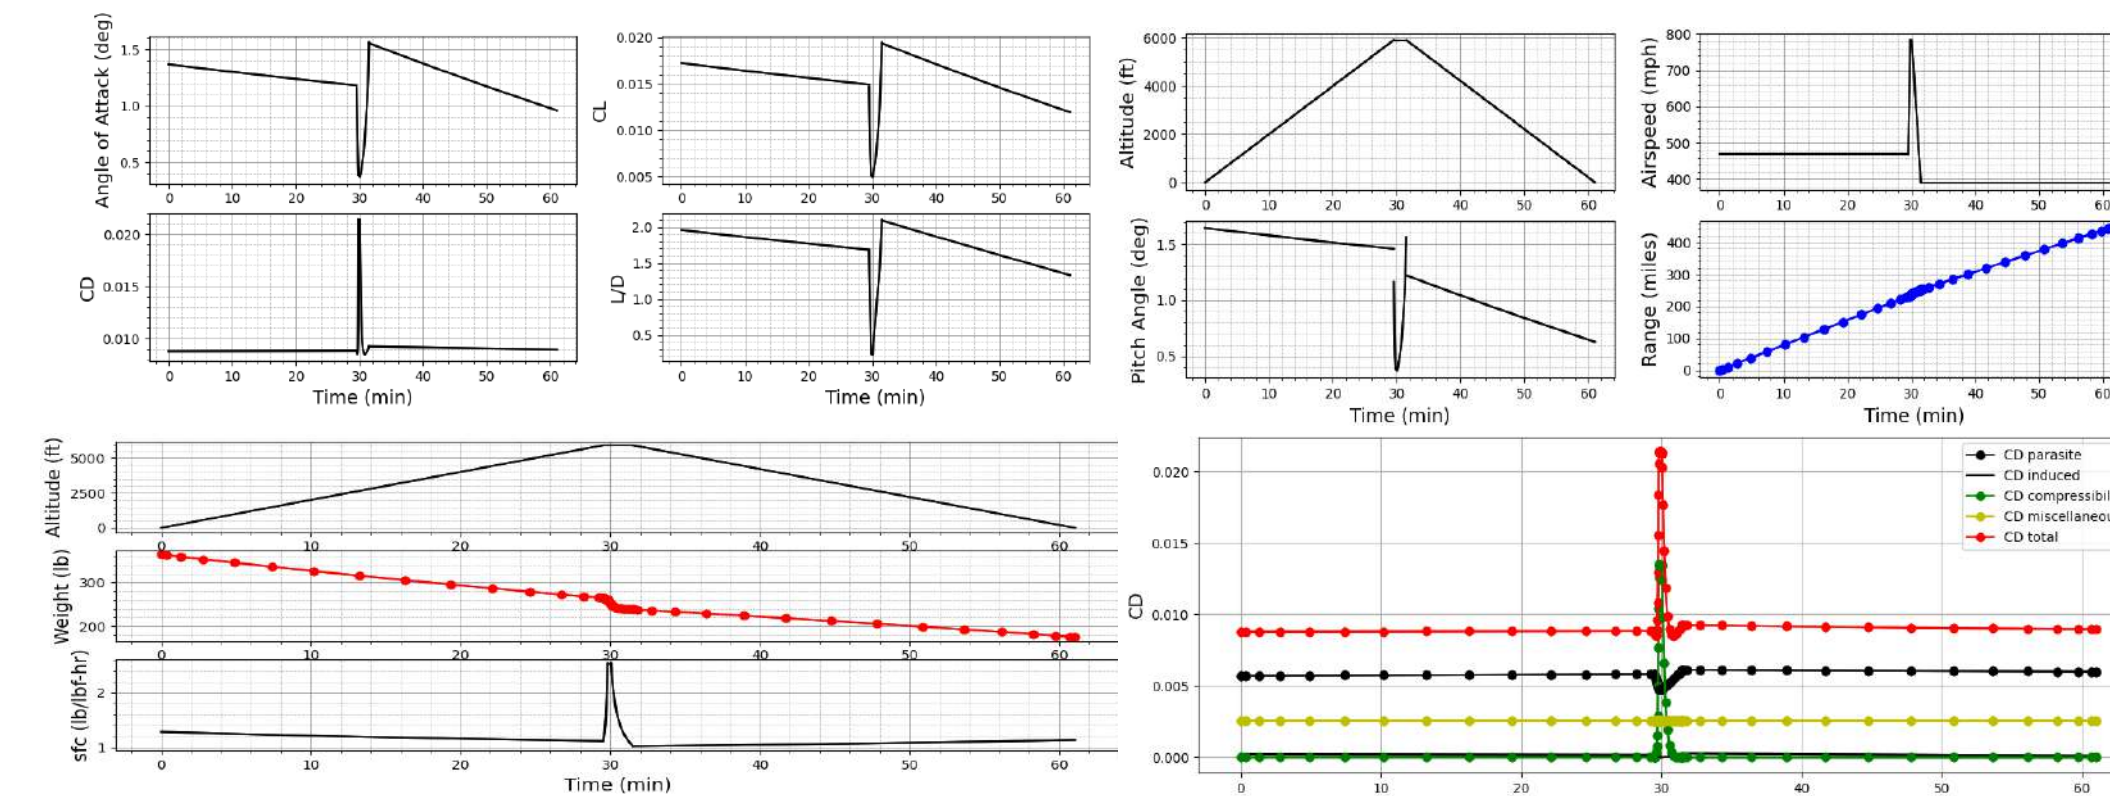 Angle of Attack (deg)
1.5
1.0
0.5
0 10 20 30 40 50 60
CL
0.020
0.015
0.010
0.005
0 10 20 30 40 50 60
Altitude (ft)
6000
4000
2000
0
0 10 20 30 40 50 60
Airspeed (mph)
800
700
600
500
400
0 10 20 30 40 50 60
CD
0.020
0.015
0.010
0 10 20 30 40 50 60
Time (min)
L/D
2.0
1.5
1.0
0.5
0 10 20 30 40 50 60
Time (min)
Pitch Angle (deg)
1.5
1.0
0.5
0 10 20 30 40 50 60
Time (min)
Range (miles)
400
300
200
100
0
0 10 20 30 40 50 60
Time (min)
Altitude (ft)
5000
2500
0
0 10 20 30 40 50 60
Weight (lb)
300
200
0 10 20 30 40 50 60
sfc (lb/lbf-hr)
2
1
0 10 20 30 40 50 60
Time (min)
CD
0.020
0.015
0.010
0.005
0.000
0 10 20 30 40 50 60
CD parasite
CD induced
CD compressibil
CD miscellaneou
CD total